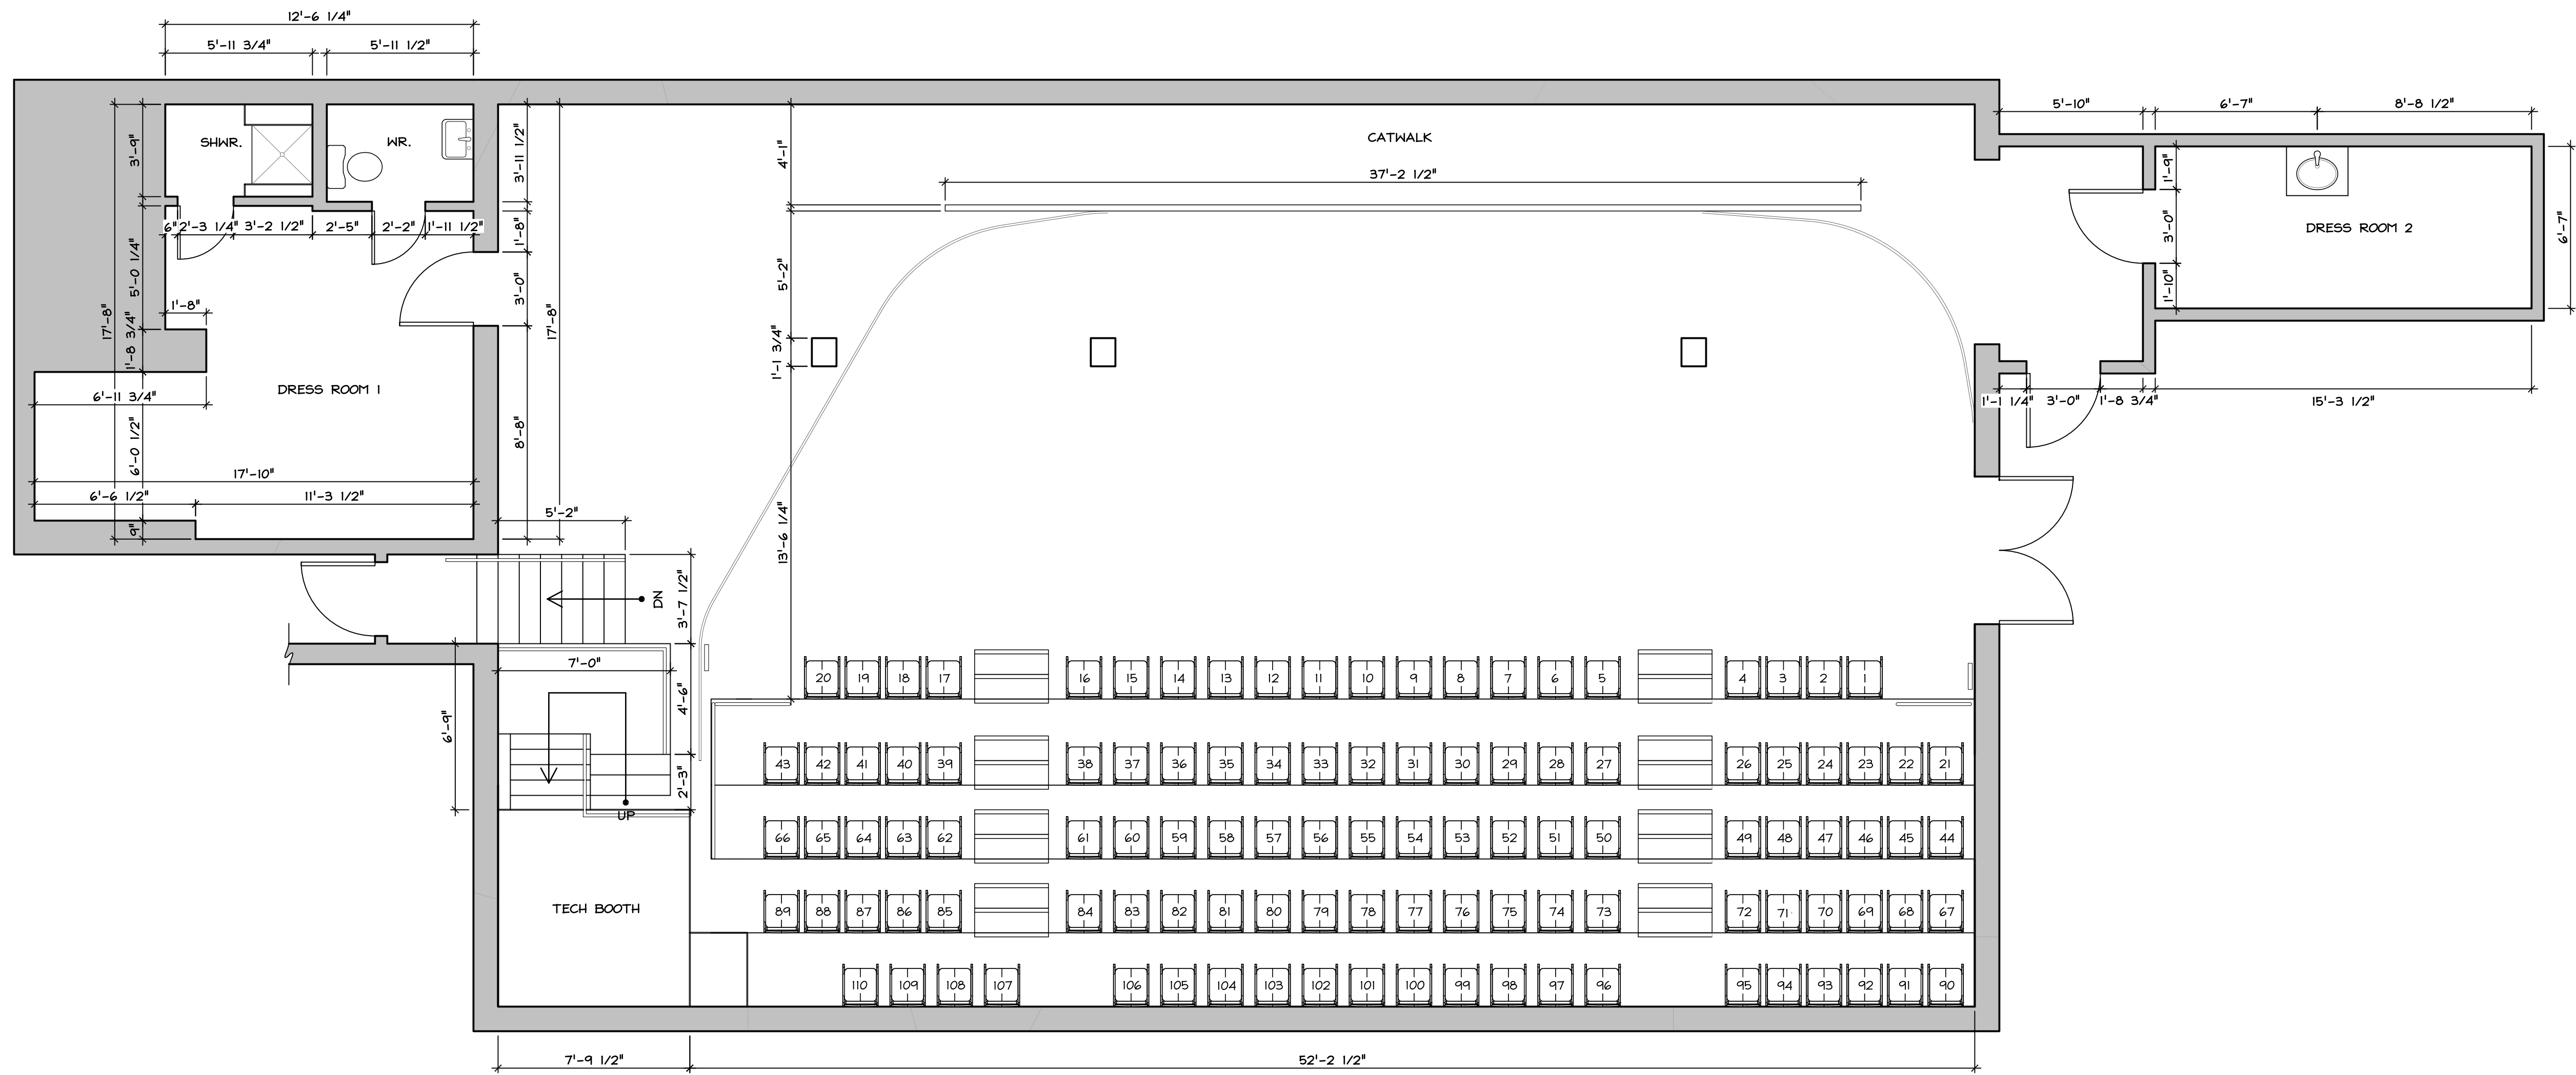 12'-6 1/4"
5'-11 3/4" 5'-11 1/2"
5'-10" 6'-7" 8'-8 1/2"
3'-9" SHWR. WR. 3'-11 1/2" 4'-1" CATWALK
37'-2 1/2" 1'-9"
6" 2'-3 1/4" 3'-2 1/2" 2'-5" 2'-2" 1'-11 1/2" 1'-8" 3'-0" DRESS ROOM 2 6'-7"
5'-0 1/4" 3'-0" 5'-2" 1'-10"
1'-8" 17'-8" 17'-8"
1'-8 3/4" 1'-1 3/4"
DRESS ROOM 1
6'-11 3/4" 1'-1 1/4" 3'-0" 1'-8 3/4" 15'-3 1/2"
6'-0 1/2" 8'-8"
17'-10"
6'-6 1/2" 11'-3 1/2"
9" 5'-2" 13'-6 1/4"
DN 3'-7 1/2"
7'-0"
20 19 18 17 16 15 14 13 12 11 10 9 8 7 6 5 4 3 2 1
6'-9" 4'-6"
43 42 41 40 39 38 37 36 35 34 33 32 31 30 29 28 27 26 25 24 23 22 21
2'-3"
UP
66 65 64 63 62 61 60 59 58 57 56 55 54 53 52 51 50 49 48 47 46 45 44
TECH BOOTH
89 88 87 86 85 84 83 82 81 80 79 78 77 76 75 74 73 72 71 70 69 68 67
110 109 108 107 106 105 104 103 102 101 100 99 98 97 96 95 94 93 92 91 90
7'-9 1/2" 52'-2 1/2"